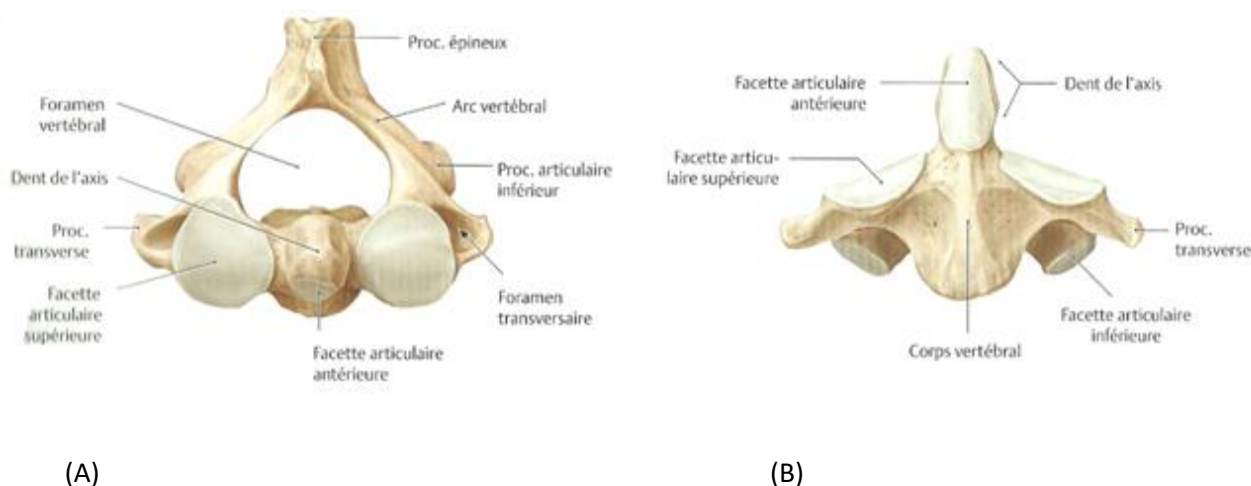 Proc. épineux
Foramen
vertébral
Arc vertébral
Dent de l'axis
Proc. articulaire
inférieur
Proc.
transverse
Facette
articulaire
supérieure
Foramen
transversaire
Facette articulaire
antérieure
(A)
Facette articulaire
antérieure
Dent de l'axis
Facette articu-
laire supérieure
Proc.
transverse
Facette articulaire
inférieure
Corps vertébral
(B)